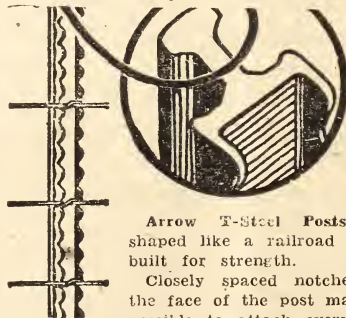 Arrow T-Steel Posts
shaped like a railroad
built for strength.
Closely spaced notche
the face of the post ma